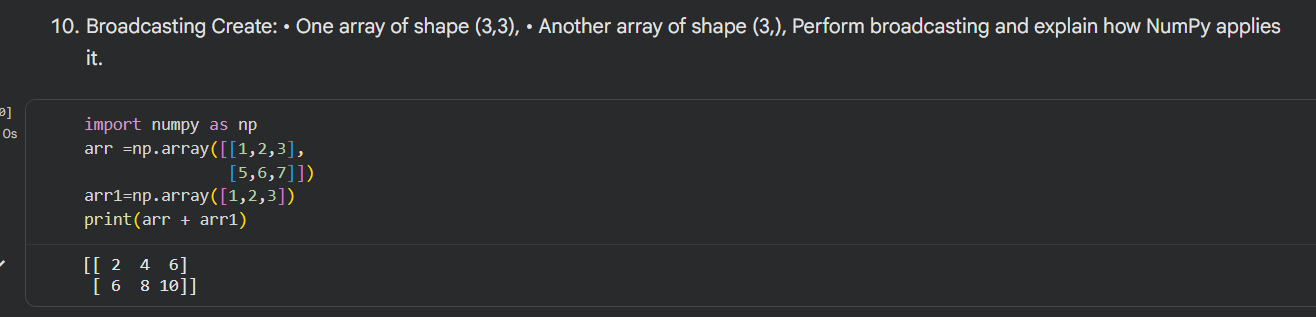 10. Broadcasting Create: • One array of shape (3,3), • Another array of shape (3,), Perform broadcasting and explain how NumPy applies
it.
0]
0s
import numpy as np
arr =np.array([[1,2,3],
[5,6,7]])
arr1=np.array([1,2,3])
print(arr + arr1)
[[ 2  4  6]
[ 6  8 10]]